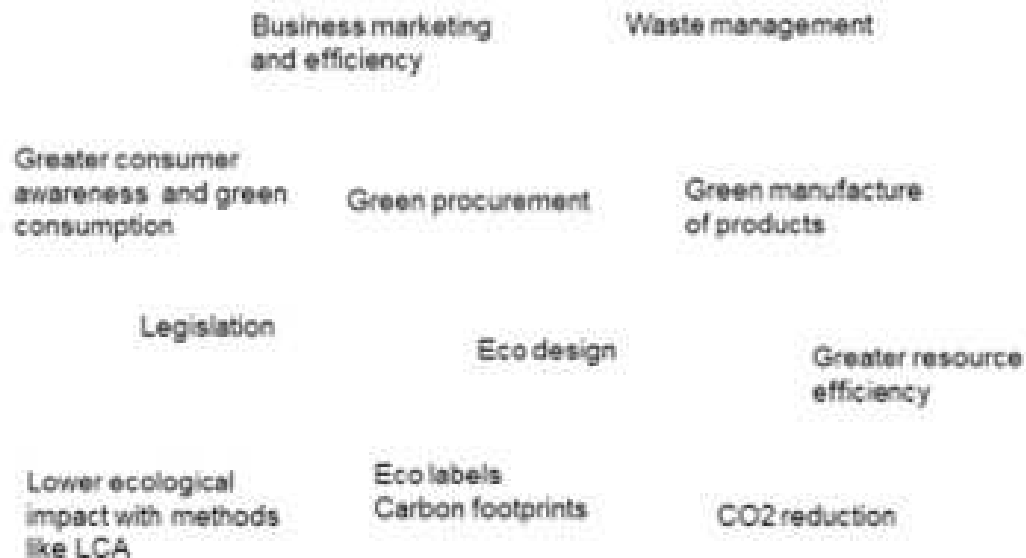 Business marketing
and efficiency
Waste management
Greater consumer
awareness and green
consumption
Green procurement
Green manufacture
of products
Legislation
Eco design
Greater resource
efficiency
Lower ecological
impact with methods
like LCA
Eco labels
Carbon footprints
CO2 reduction